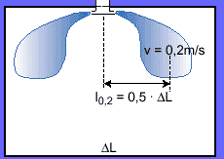 v = 0,2m/s
l0,2 = 0,5 · ΔL
ΔL